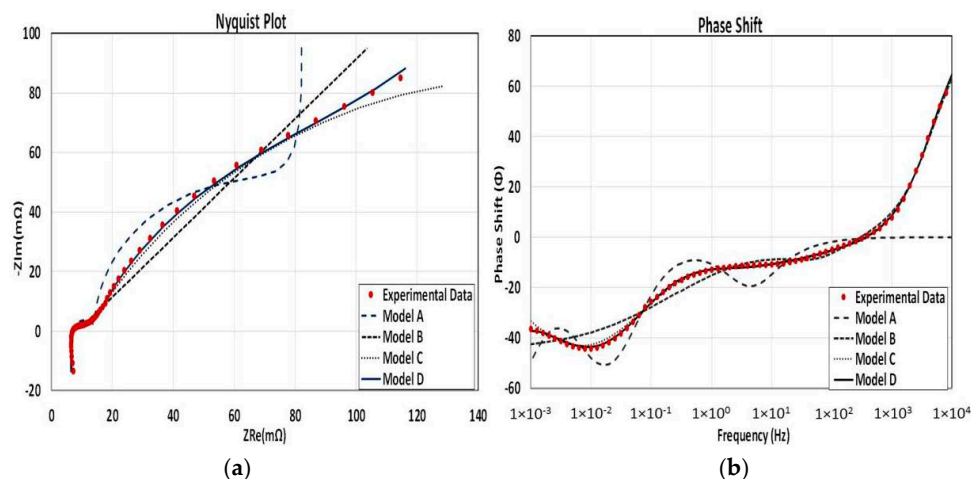 Nyquist Plot
-ZIm(mΩ)
100
80
60
40
20
0
-20
0 20 40 60 80 100 120 140
ZRe(mΩ)
Experimental Data
Model A
Model B
Model C
Model D
(a)
Phase Shift
Phase Shift (Φ)
80
60
40
20
0
-20
-40
-60
1×10⁻³ 1×10⁻² 1×10⁻¹ 1×10⁰ 1×10¹ 1×10² 1×10³ 1×10⁴
Frequency (Hz)
Experimental Data
Model A
Model B
Model C
Model D
(b)